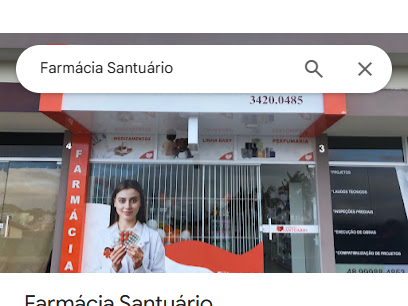 Farmácia Santuário
3420.0485
MEDICAMENTOS
LINHA BABY
PERFUMARIA
4
3
FARMÁCIA
PROJETOS
LAUDOS TÉCNICOS
INSPEÇÕES PREDIAIS
EXECUÇÃO DE OBRAS
COMPATIBILIZAÇÃO DE PROJETOS
48 99988-4853
Farmácia Santuário